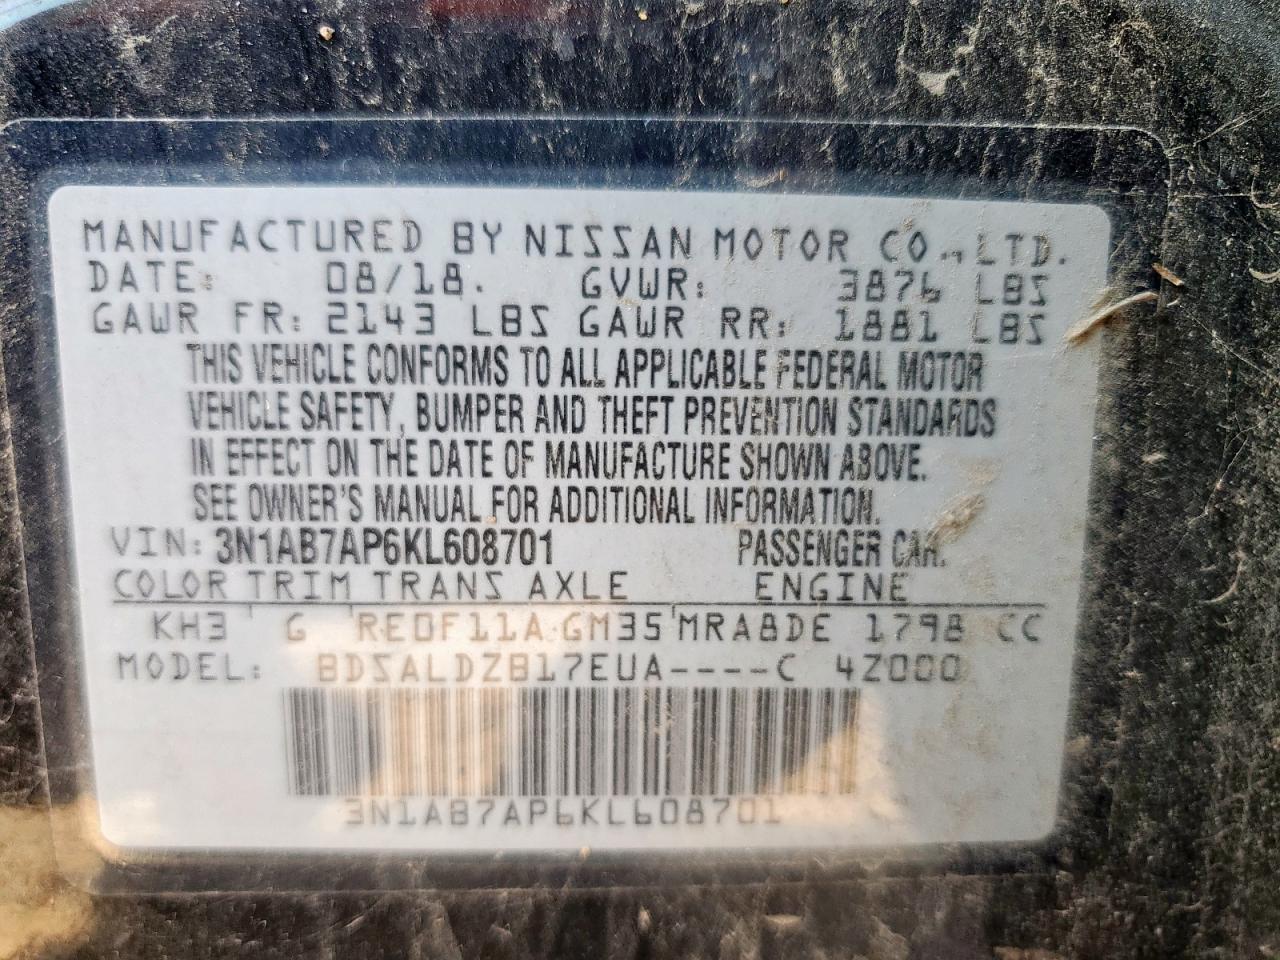 MANUFACTURED BY NISSAN MOTOR CO., LTD.
DATE: 08/18. GVWR: 3876 LBS
GAWR FR: 2143 LBS GAWR RR: 1881 LBS
THIS VEHICLE CONFORMS TO ALL APPLICABLE FEDERAL MOTOR
VEHICLE SAFETY, BUMPER AND THEFT PREVENTION STANDARDS
IN EFFECT ON THE DATE OF MANUFACTURE SHOWN ABOVE.
SEE OWNER'S MANUAL FOR ADDITIONAL INFORMATION.
VIN: 3N1AB7AP6KL608701 PASSENGER CAR.
COLOR TRIM TRANS AXLE ENGINE
KH3 G RE0F11A GM35 MRA8DE 1798 CC
MODEL: BDSALDZB17EUA----C 4Z000
3N1AB7AP6KL608701